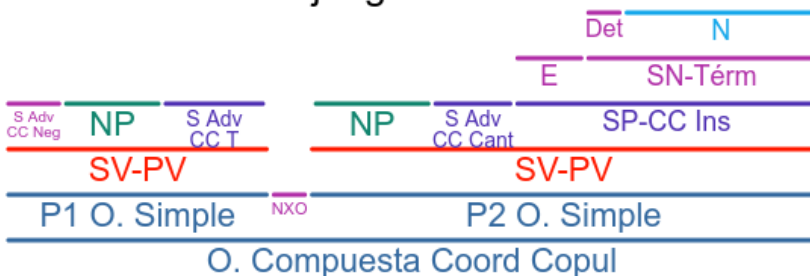 Det N
E SN-Térm
S Adv CC Neg NP S Adv CC T NP S Adv CC Cant SP-CC Ins
SV-PV SV-PV
P1 O. Simple NXO P2 O. Simple
O. Compuesta Coord Copul